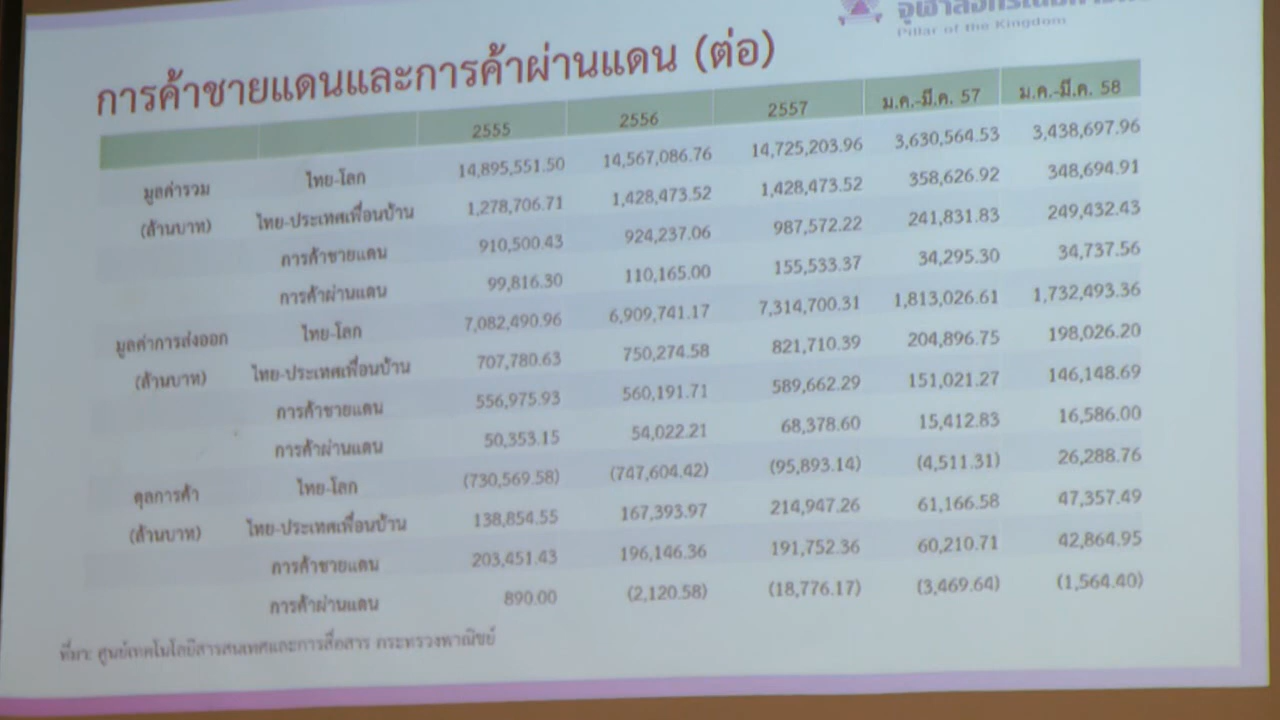 Pillar of the Kingdom
การค้าชายแดนและการค้าผ่านแดน (ต่อ)
2555 2556 2557 ม.ค.-มี.ค. 57 ม.ค.-มี.ค. 58
มูลค่ารวม ไทย-โลก 14,895,551.50 14,567,086.76 14,725,203.96 3,630,564.53 3,438,697.96
(ล้านบาท) ไทย-ประเทศเพื่อนบ้าน 1,278,706.71 1,428,473.52 1,428,473.52 358,626.92 348,694.91
การค้าชายแดน 910,500.43 924,237.06 987,572.22 241,831.83 249,432.43
การค้าผ่านแดน 99,816.30 110,165.00 155,533.37 34,295.30 34,737.56
มูลค่าการส่งออก ไทย-โลก 7,082,490.96 6,909,741.17 7,314,700.31 1,813,026.61 1,732,493.36
(ล้านบาท) ไทย-ประเทศเพื่อนบ้าน 707,780.63 750,274.58 821,710.39 204,896.75 198,026.20
การค้าชายแดน 556,975.93 560,191.71 589,662.29 151,021.27 146,148.69
การค้าผ่านแดน 50,353.15 54,022.21 68,378.60 15,412.83 16,586.00
ดุลการค้า ไทย-โลก (730,569.58) (747,604.42) (95,893.14) (4,511.31) 26,288.76
(ล้านบาท) ไทย-ประเทศเพื่อนบ้าน 138,854.55 167,393.97 214,947.26 61,166.58 47,357.49
การค้าชายแดน 203,451.43 196,146.36 191,752.36 60,210.71 42,864.95
การค้าผ่านแดน 890.00 (2,120.58) (18,776.17) (3,469.64) (1,564.40)
ที่มา: ศูนย์เทคโนโลยีสารสนเทศและการสื่อสาร กระทรวงพาณิชย์